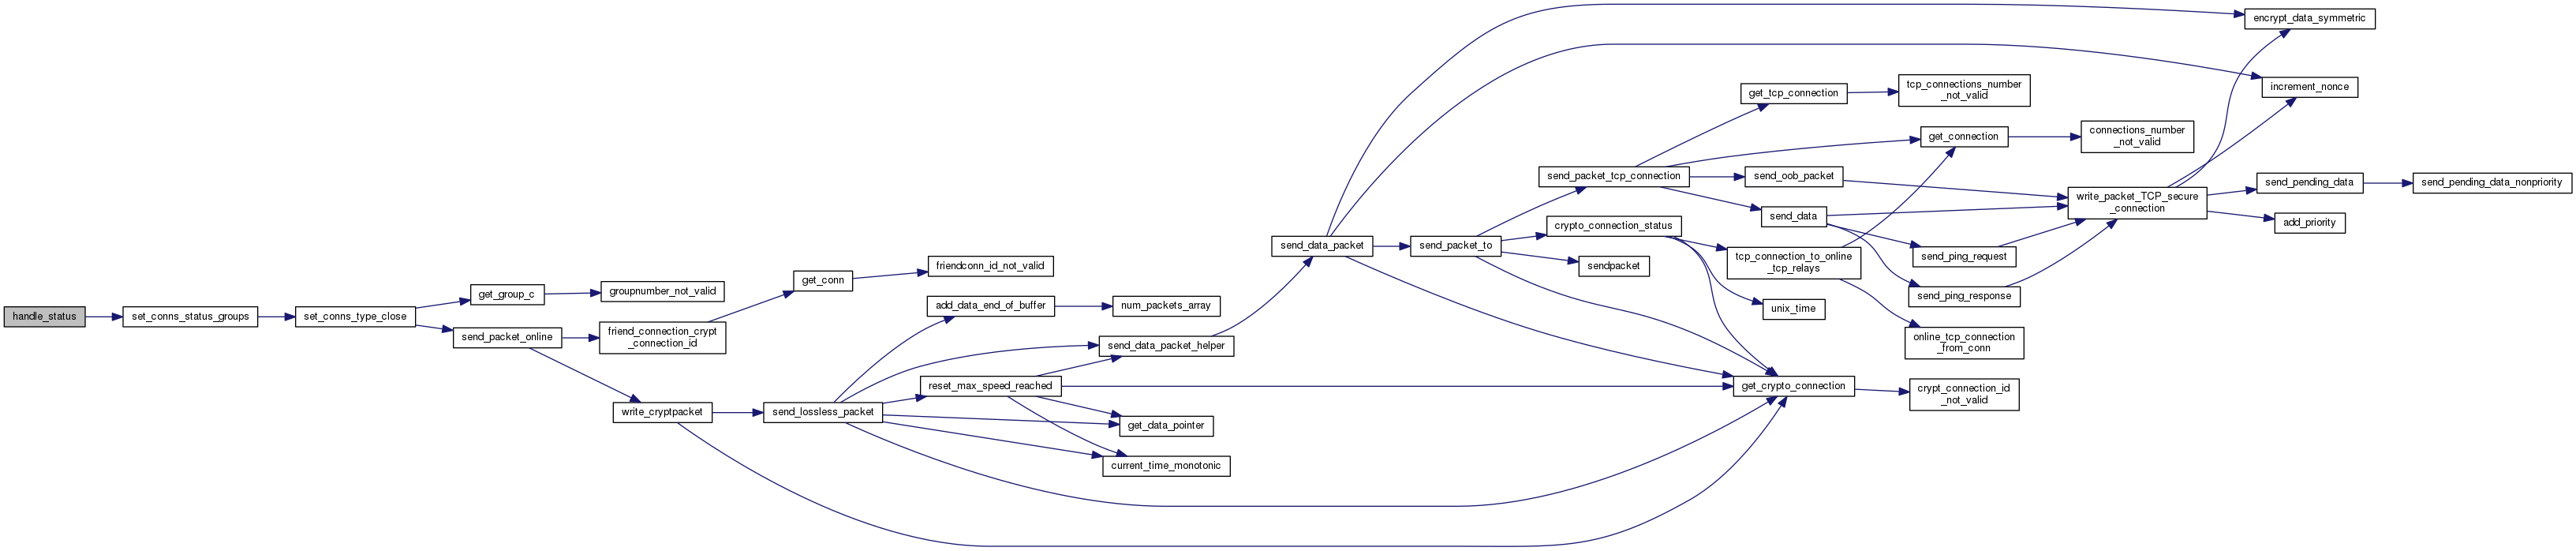 handle_status
set_conns_status_groups
set_conns_type_close
get_group_c
groupnumber_not_valid
send_packet_online
friend_connection_crypt
_connection_id
get_conn
friendconn_id_not_valid
write_cryptpacket
send_lossless_packet
add_data_end_of_buffer
num_packets_array
send_data_packet_helper
reset_max_speed_reached
get_data_pointer
current_time_monotonic
send_data_packet
send_packet_to
send_packet_tcp_connection
crypto_connection_status
sendpacket
get_tcp_connection
tcp_connections_number
_not_valid
get_connection
connections_number
_not_valid
send_oob_packet
send_data
tcp_connection_to_online
_tcp_relays
unix_time
send_ping_request
send_ping_response
online_tcp_connection
_from_conn
get_crypto_connection
crypt_connection_id
_not_valid
write_packet_TCP_secure
_connection
encrypt_data_symmetric
increment_nonce
send_pending_data
send_pending_data_nonpriority
add_priority